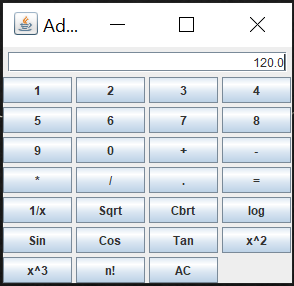 Ad...
120.0
1 2 3 4
5 6 7 8
9 0 + -
* / . =
1/x Sqrt Cbrt log
Sin Cos Tan x^2
x^3 n! AC